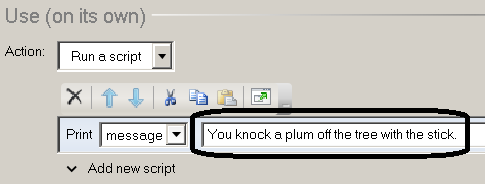 Use (on its own)
Action: Run a script
Print message You knock a plum off the tree with the stick.
Add new script